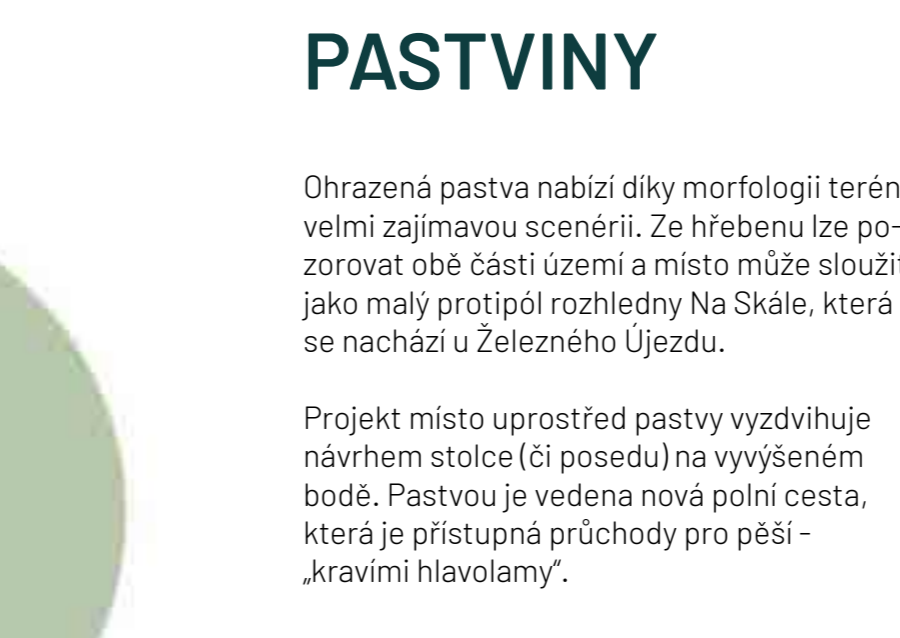 PASTVINY
Ohrazená pastva nabízí díky morfologii terén
velmi zajímavou scenérii. Ze hřebenu lze po-
zorovat obě části území a místo může sloužit
jako malý protipól rozhledny Na Skále, která
se nachází u Železného Újezdu.
Projekt místo uprostřed pastvy vyzdvihuje
návrhem stolce (či posedu) na vyvýšeném
bodě. Pastvou je vedena nová polní cesta,
která je přístupná průchody pro pěší -
„kravími hlavolamy“.